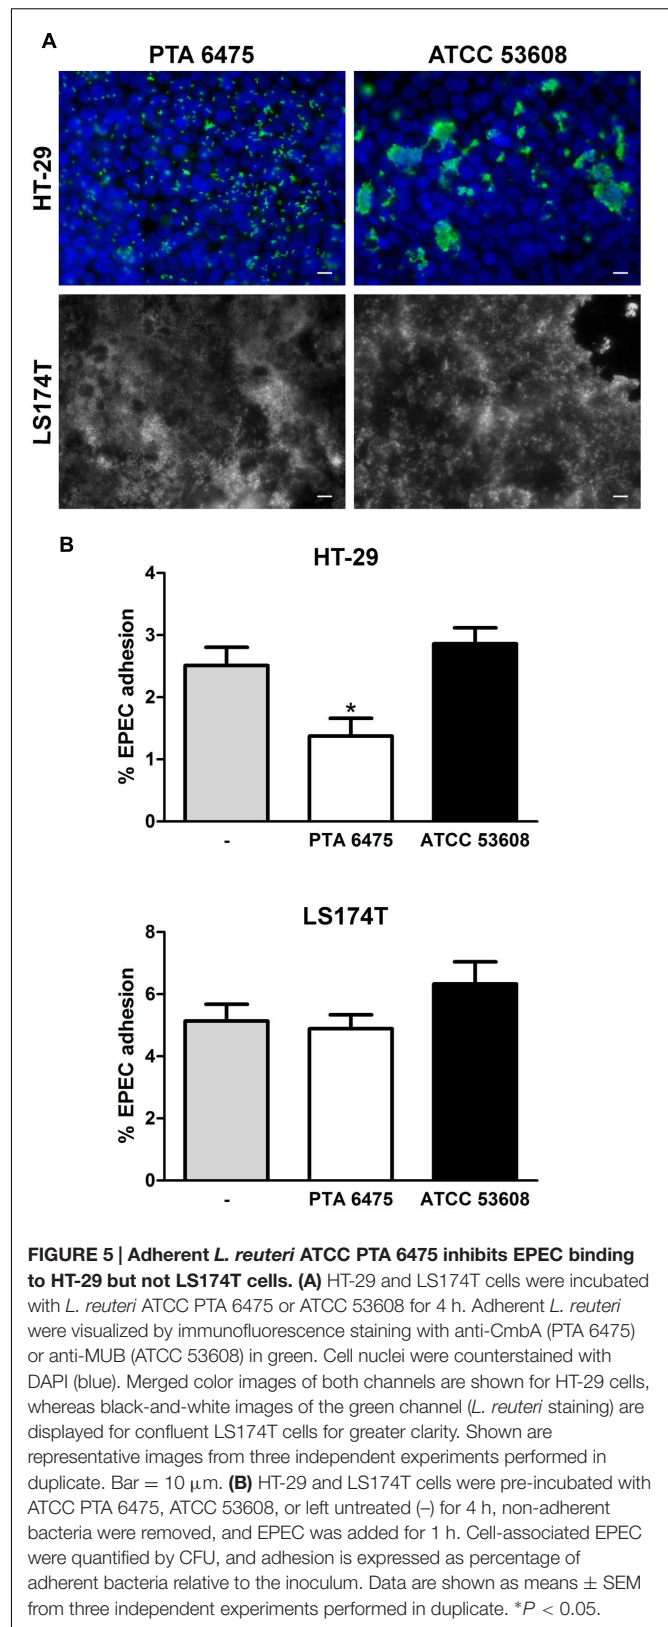 A
PTA 6475
ATCC 53608
HT-29
LS174T
B
HT-29
% EPEC adhesion
4
3
2
1
0
*
-
PTA 6475
ATCC 53608
LS174T
% EPEC adhesion
8
6
4
2
0
-
PTA 6475
ATCC 53608
FIGURE 5 | Adherent L. reuteri ATCC PTA 6475 inhibits EPEC binding
to HT-29 but not LS174T cells. (A) HT-29 and LS174T cells were incubated
with L. reuteri ATCC PTA 6475 or ATCC 53608 for 4 h. Adherent L. reuteri
were visualized by immunofluorescence staining with anti-CmbA (PTA 6475)
or anti-MUB (ATCC 53608) in green. Cell nuclei were counterstained with
DAPI (blue). Merged color images of both channels are shown for HT-29 cells,
whereas black-and-white images of the green channel (L. reuteri staining) are
displayed for confluent LS174T cells for greater clarity. Shown are
representative images from three independent experiments performed in
duplicate. Bar = 10 μm. (B) HT-29 and LS174T cells were pre-incubated with
ATCC PTA 6475, ATCC 53608, or left untreated (–) for 4 h, non-adherent
bacteria were removed, and EPEC was added for 1 h. Cell-associated EPEC
were quantified by CFU, and adhesion is expressed as percentage of
adherent bacteria relative to the inoculum. Data are shown as means ± SEM
from three independent experiments performed in duplicate. *P < 0.05.